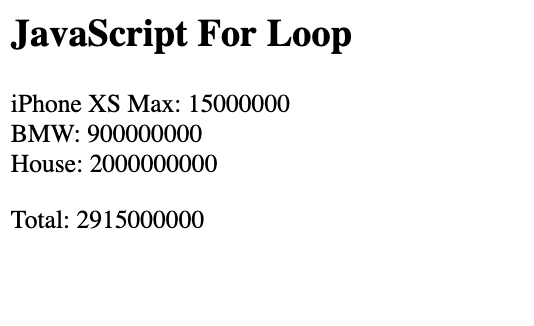 JavaScript For Loop
iPhone XS Max: 15000000
BMW: 900000000
House: 2000000000
Total: 2915000000